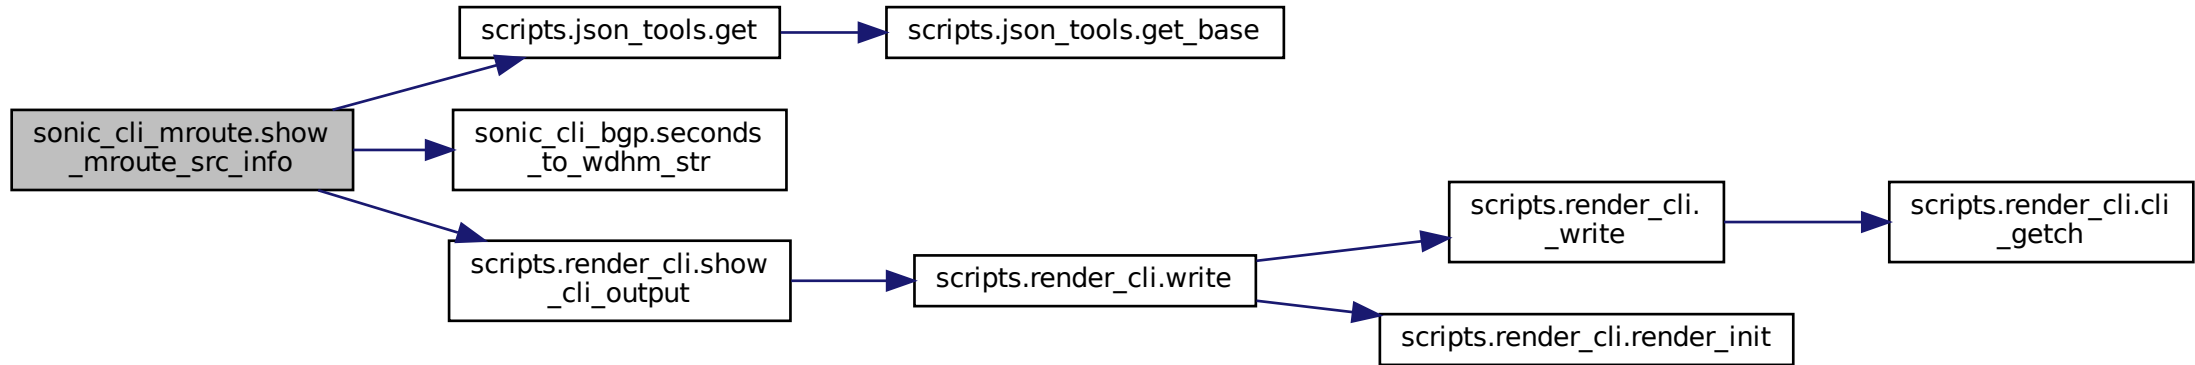 scripts.json_tools.get
scripts.json_tools.get_base
sonic_cli_mroute.show
_mroute_src_info
sonic_cli_bgp.seconds
_to_wdhm_str
scripts.render_cli.show
_cli_output
scripts.render_cli.write
scripts.render_cli.
_write
scripts.render_cli.cli
_getch
scripts.render_cli.render_init